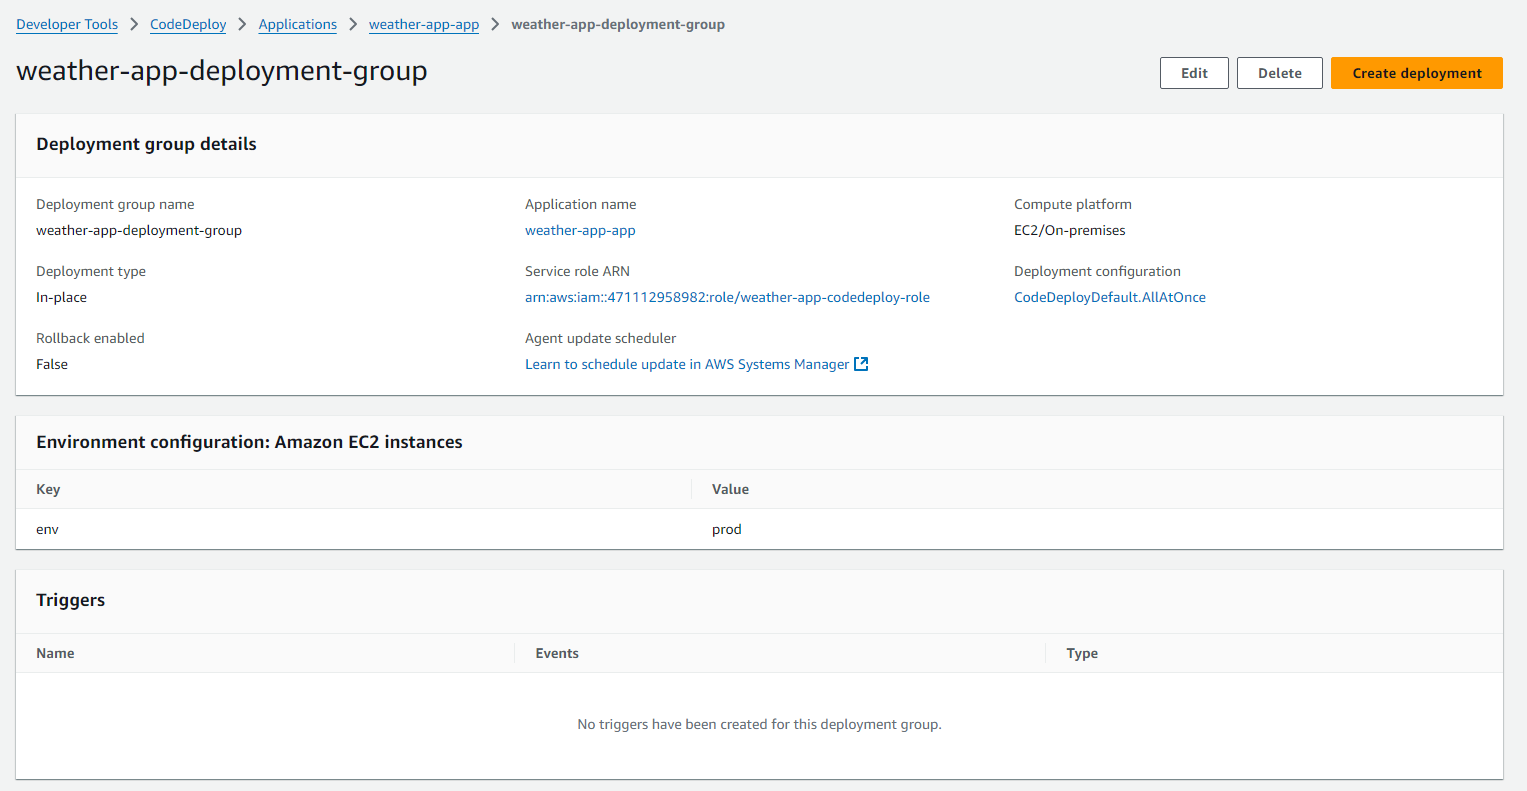 Developer Tools > CodeDeploy > Applications > weather-app-app > weather-app-deployment-group
weather-app-deployment-group
Edit Delete Create deployment
Deployment group details
Deployment group name Application name Compute platform
weather-app-deployment-group weather-app-app EC2/On-premises
Deployment type Service role ARN Deployment configuration
In-place arn:aws:iam::471112958982:role/weather-app-codedeploy-role CodeDeployDefault.AllAtOnce
Rollback enabled Agent update scheduler
False Learn to schedule update in AWS Systems Manager
Environment configuration: Amazon EC2 instances
Key Value
env prod
Triggers
Name Events Type
No triggers have been created for this deployment group.